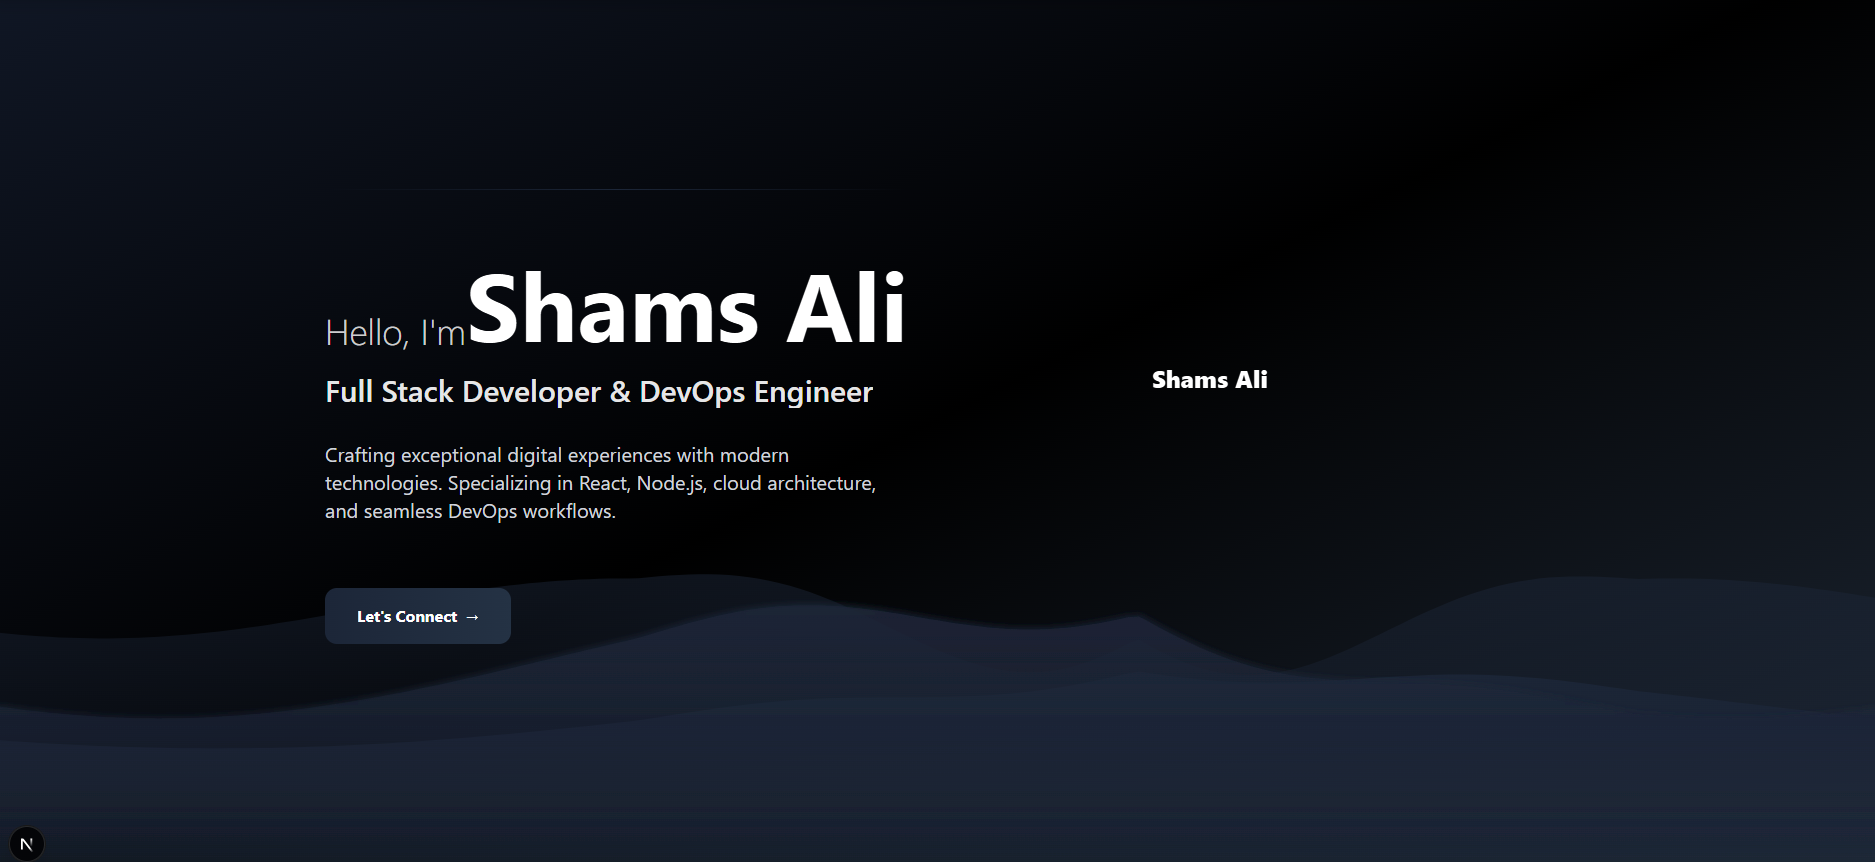 Hello, I'm Shams Ali
Full Stack Developer & DevOps Engineer
Crafting exceptional digital experiences with modern
technologies. Specializing in React, Node.js, cloud architecture,
and seamless DevOps workflows.
Let's Connect →
Shams Ali
N